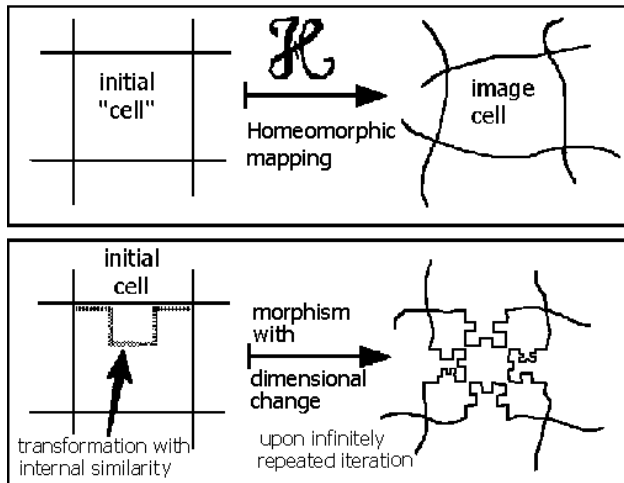 H
initial
"cell"
Homeomorphic
mapping
image
cell
initial
cell
morphism
with
dimensional
change
transformation with
internal similarity
upon infinitely
repeated iteration